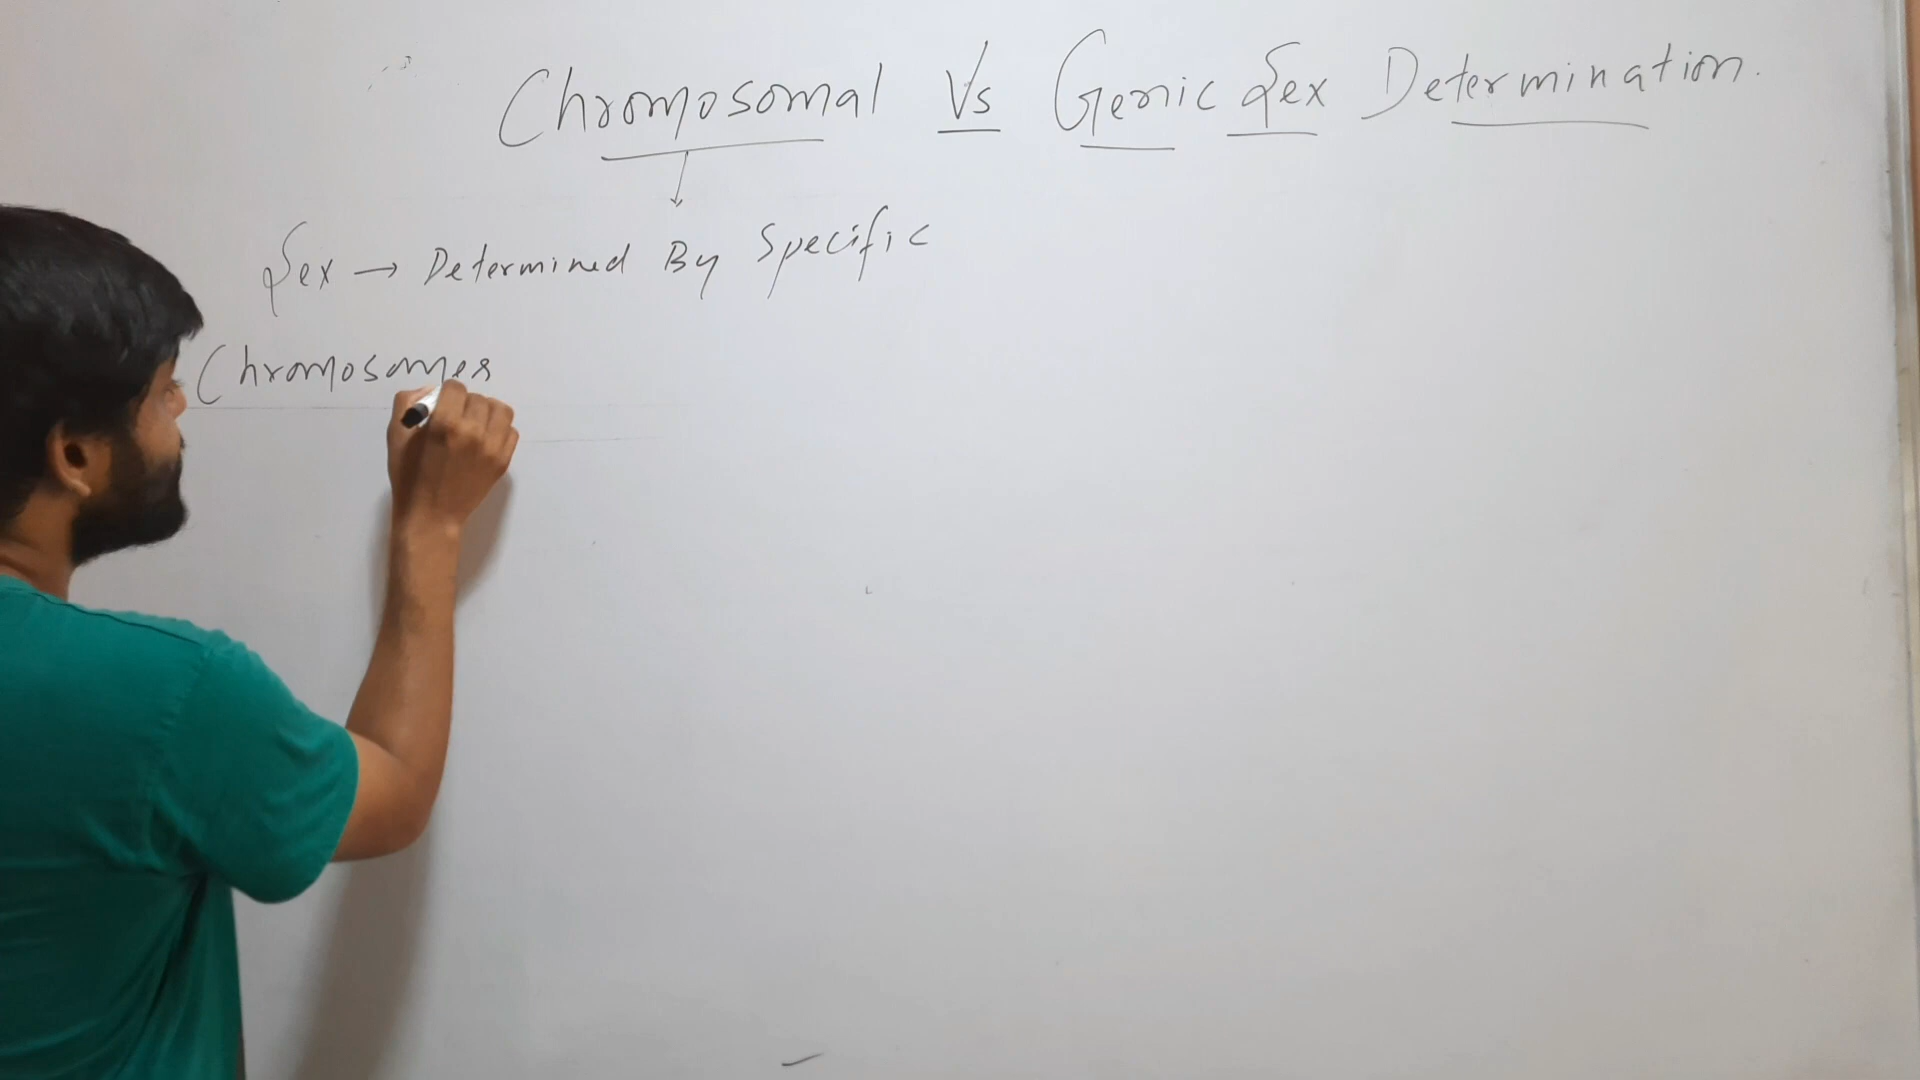 Chromosomal Vs Genic Sex Determination.
Sex → Determined By Specific
Chromosomes